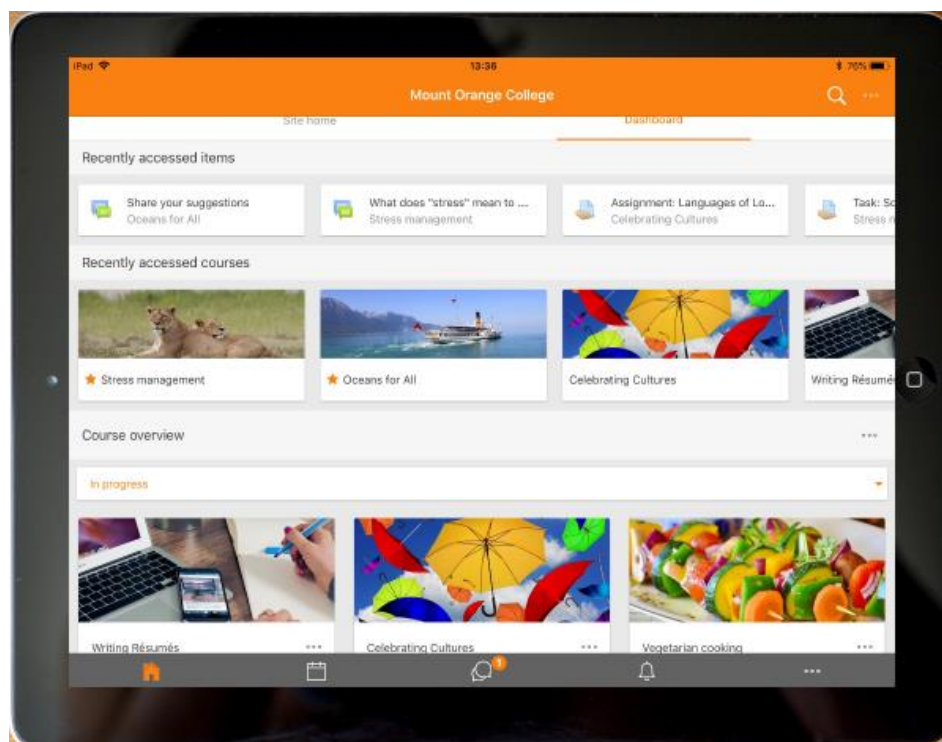 iPad
13:36
76%
Mount Orange College
Site home
Dashboard
Recently accessed items
Share your suggestions
Oceans for All
What does "stress" mean to ...
Stress management
Assignment: Languages of Lo...
Celebrating Cultures
Task: Sc
Stress m
Recently accessed courses
Stress management
Oceans for All
Celebrating Cultures
Writing Résumé
Course overview
In progress
Writing Résumés
Celebrating Cultures
Vegetarian cooking
1